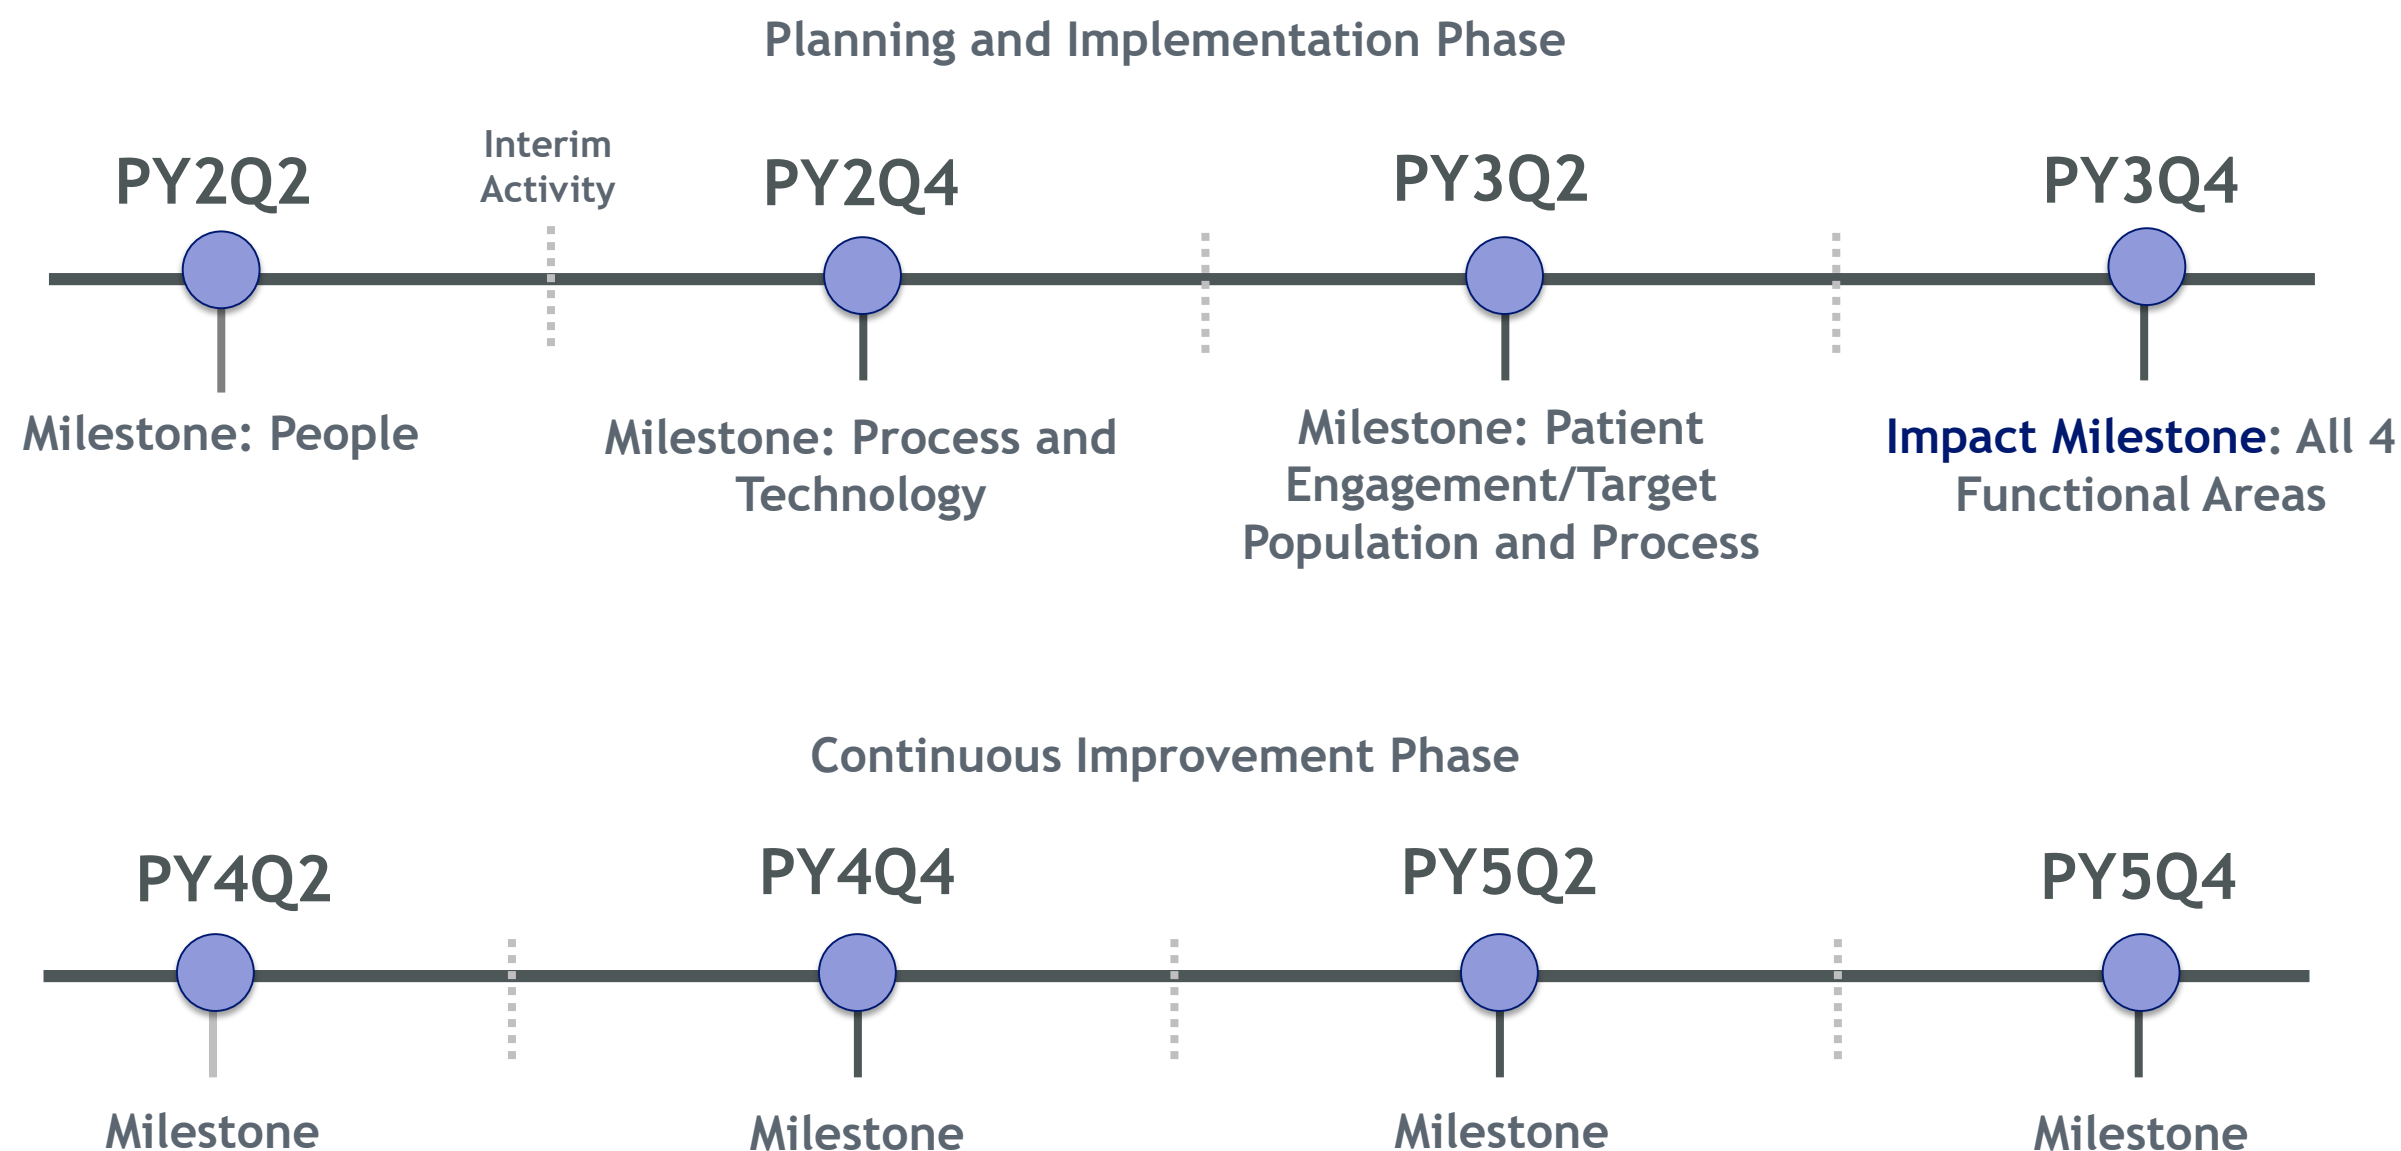 Planning and Implementation Phase
Interim
Activity
PY2Q2
PY2Q4
PY3Q2
PY3Q4
Milestone: People
Milestone: Process and
Technology
Milestone: Patient
Engagement/Target
Population and Process
Impact Milestone: All 4
Functional Areas
Continuous Improvement Phase
PY4Q2
PY4Q4
PY5Q2
PY5Q4
Milestone
Milestone
Milestone
Milestone